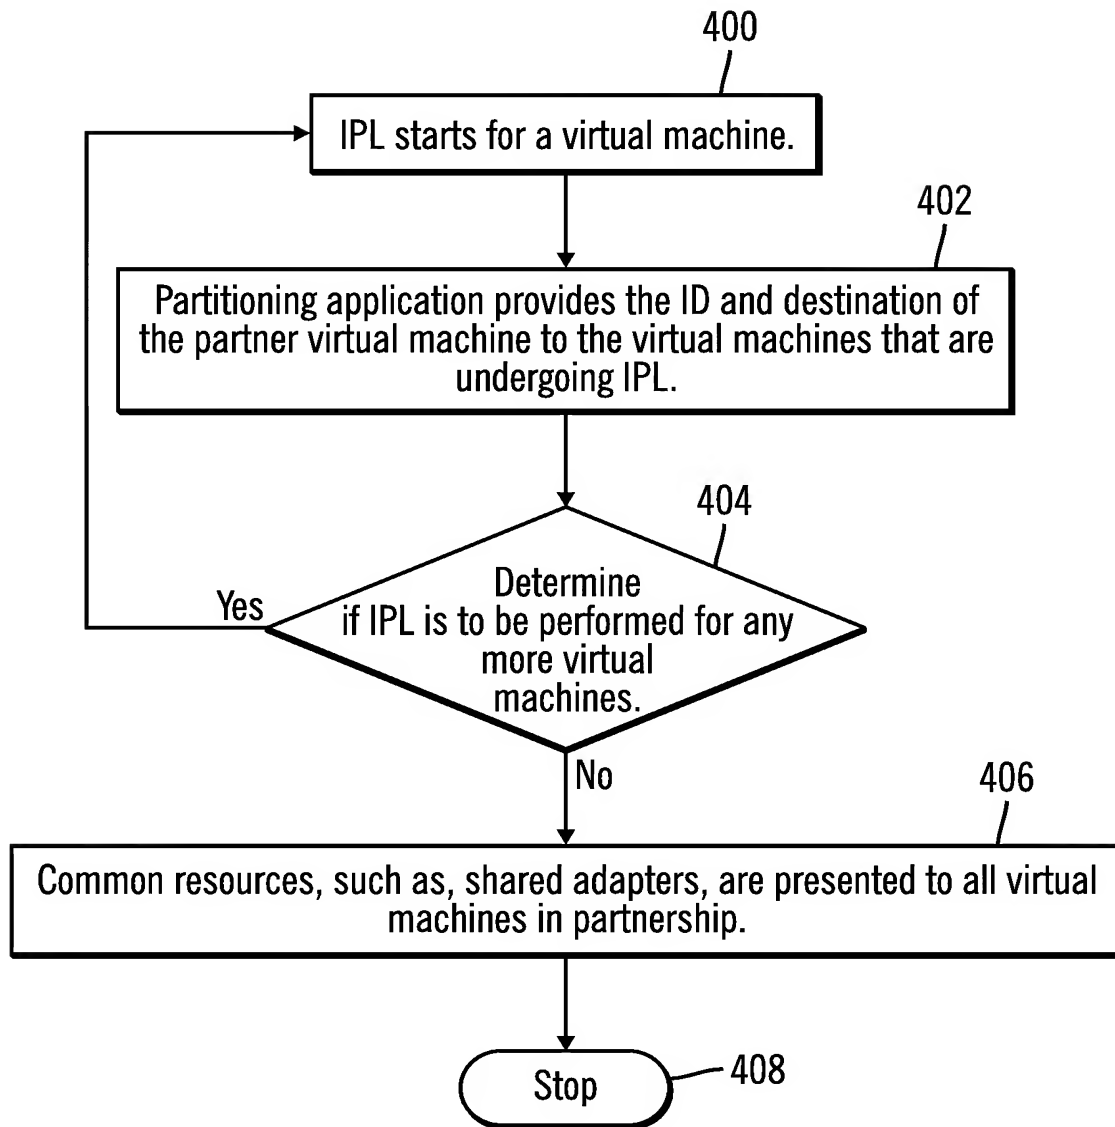 400
IPL starts for a virtual machine.
402
Partitioning application provides the ID and destination of
the partner virtual machine to the virtual machines that are
undergoing IPL.
404
Determine
if IPL is to be performed for any
more virtual
machines.
Yes
No
406
Common resources, such as, shared adapters, are presented to all virtual
machines in partnership.
Stop
408